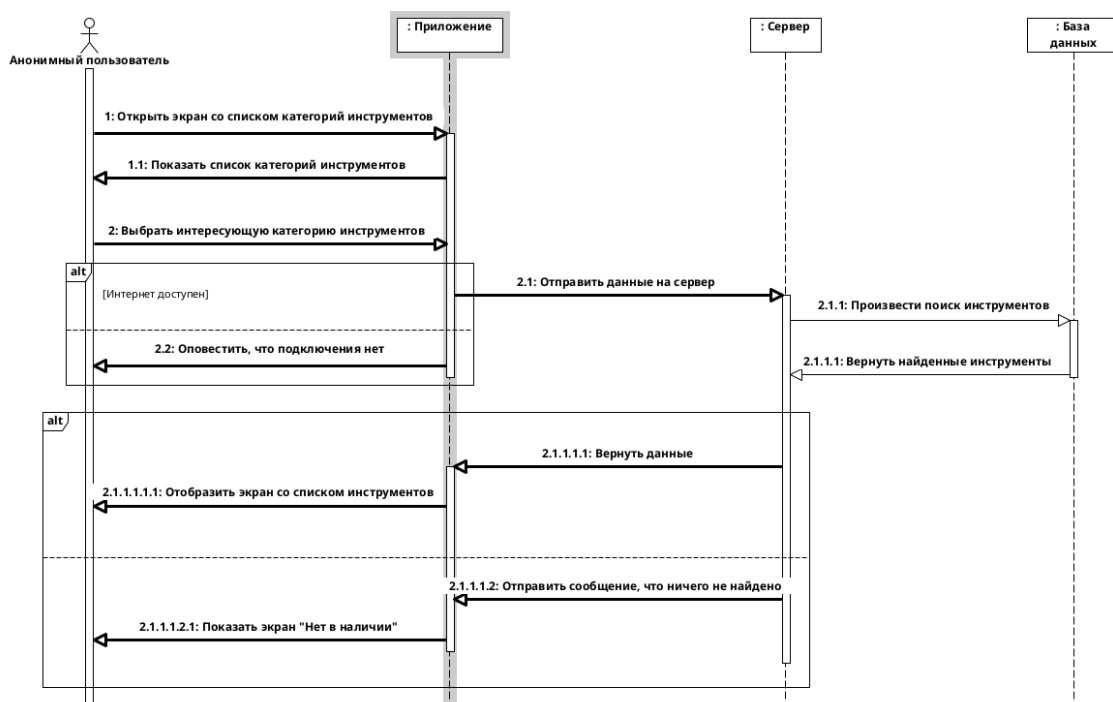 : Приложение
: Сервер
: База
данных
Анонимный пользователь
1: Открыть экран со списком категорий инструментов
1.1: Показать список категорий инструментов
2: Выбрать интересующую категорию инструментов
alt
[Интернет доступен]
2.1: Отправить данные на сервер
2.1.1: Произвести поиск инструментов
2.2: Оповестить, что подключения нет
2.1.1.1: Вернуть найденные инструменты
alt
2.1.1.1.1: Вернуть данные
2.1.1.1.1.1: Отобразить экран со списком инструментов
2.1.1.1.2: Отправить сообщение, что ничего не найдено
2.1.1.1.2.1: Показать экран "Нет в наличии"